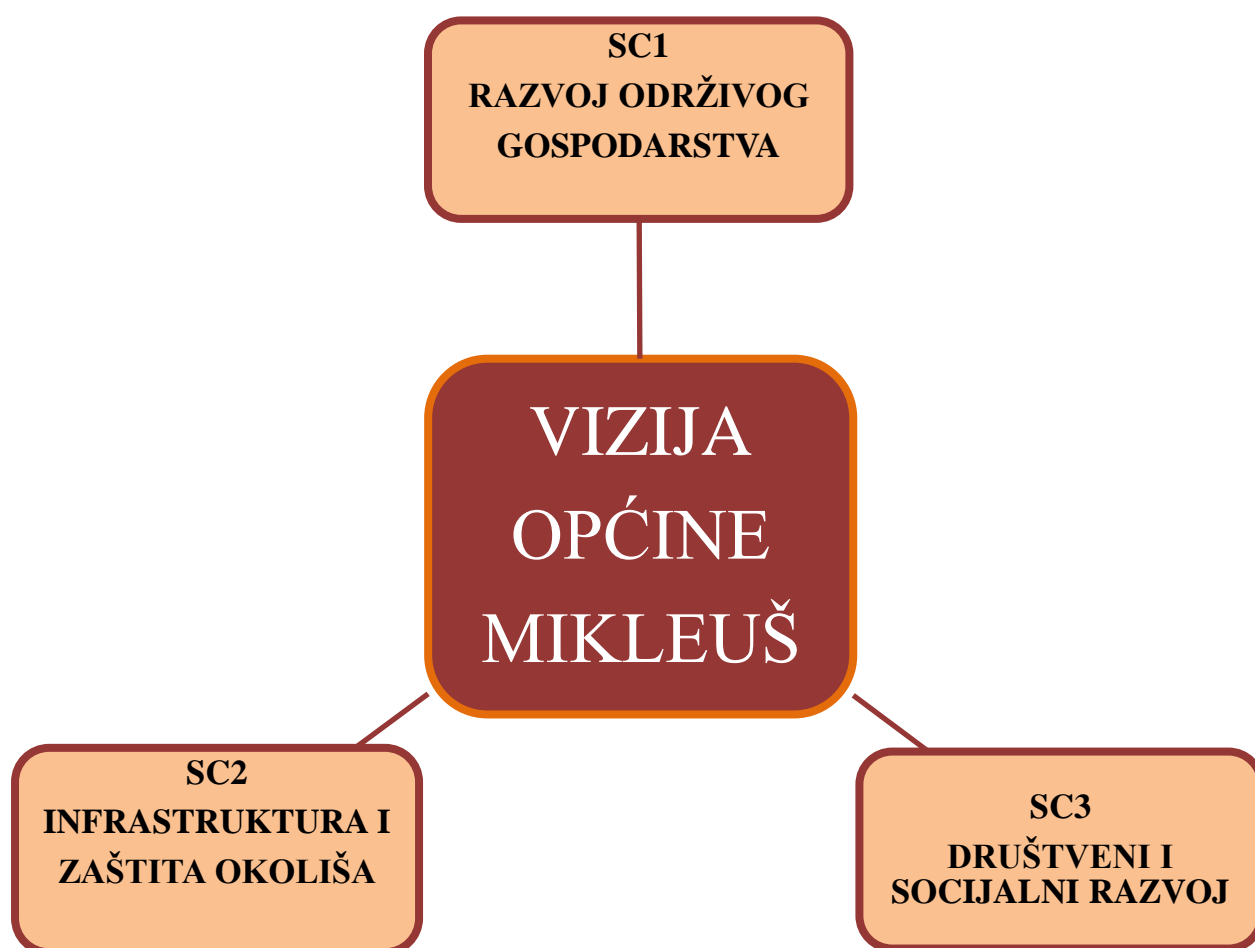 SC1
RAZVOJ ODRŽIVOG
GOSPODARSTVA
VIZIJA
OPĆINE
MIKLEUŠ
SC2
INFRASTRUKTURA I
ZAŠTITA OKOLIŠA
SC3
DRUŠTVENI I
SOCIJALNI RAZVOJ